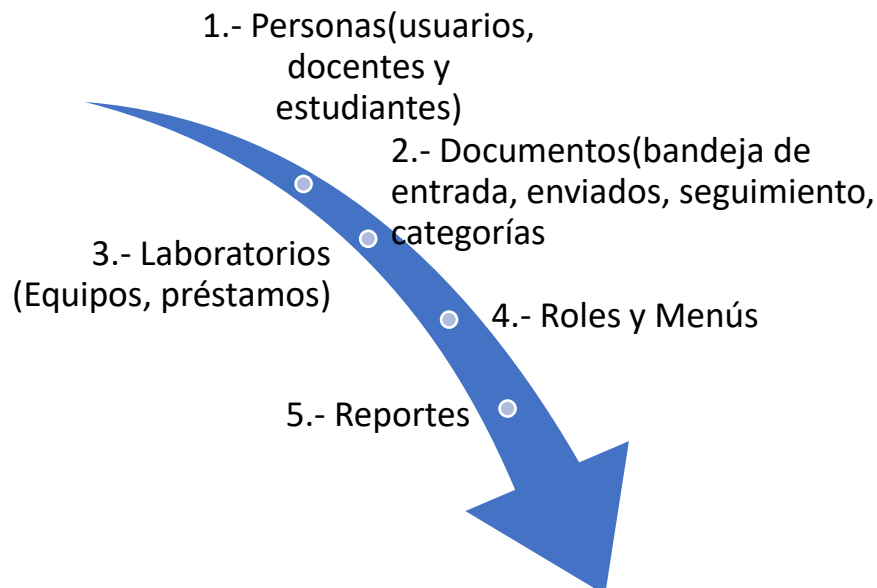 1.- Personas(usuarios,
docentes y
estudiantes)
2.- Documentos(bandeja de
entrada, enviados, seguimiento,
categorías
3.- Laboratorios
(Equipos, préstamos)
4.- Roles y Menús
5.- Reportes